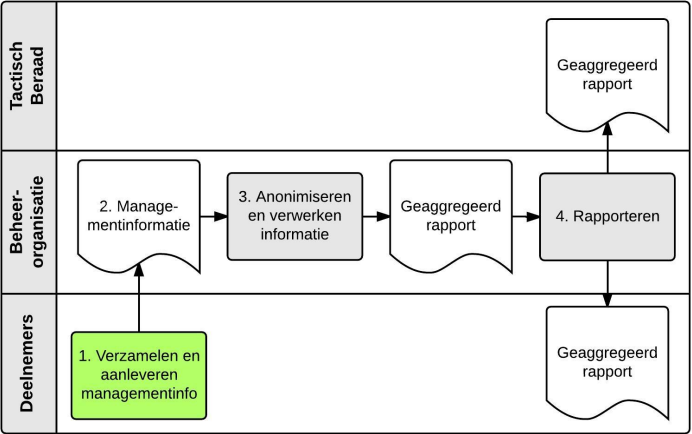 Tactisch
Beraad
Geaggregeerd
rapport
Beheer-
organisatie
2. Manage-
mentinformatie
3. Anonimiseren
en verwerken
informatie
Geaggregeerd
rapport
4. Rapporteren
Deelnemers
1. Verzamelen en
aanleveren
managementinfo
Geaggregeerd
rapport